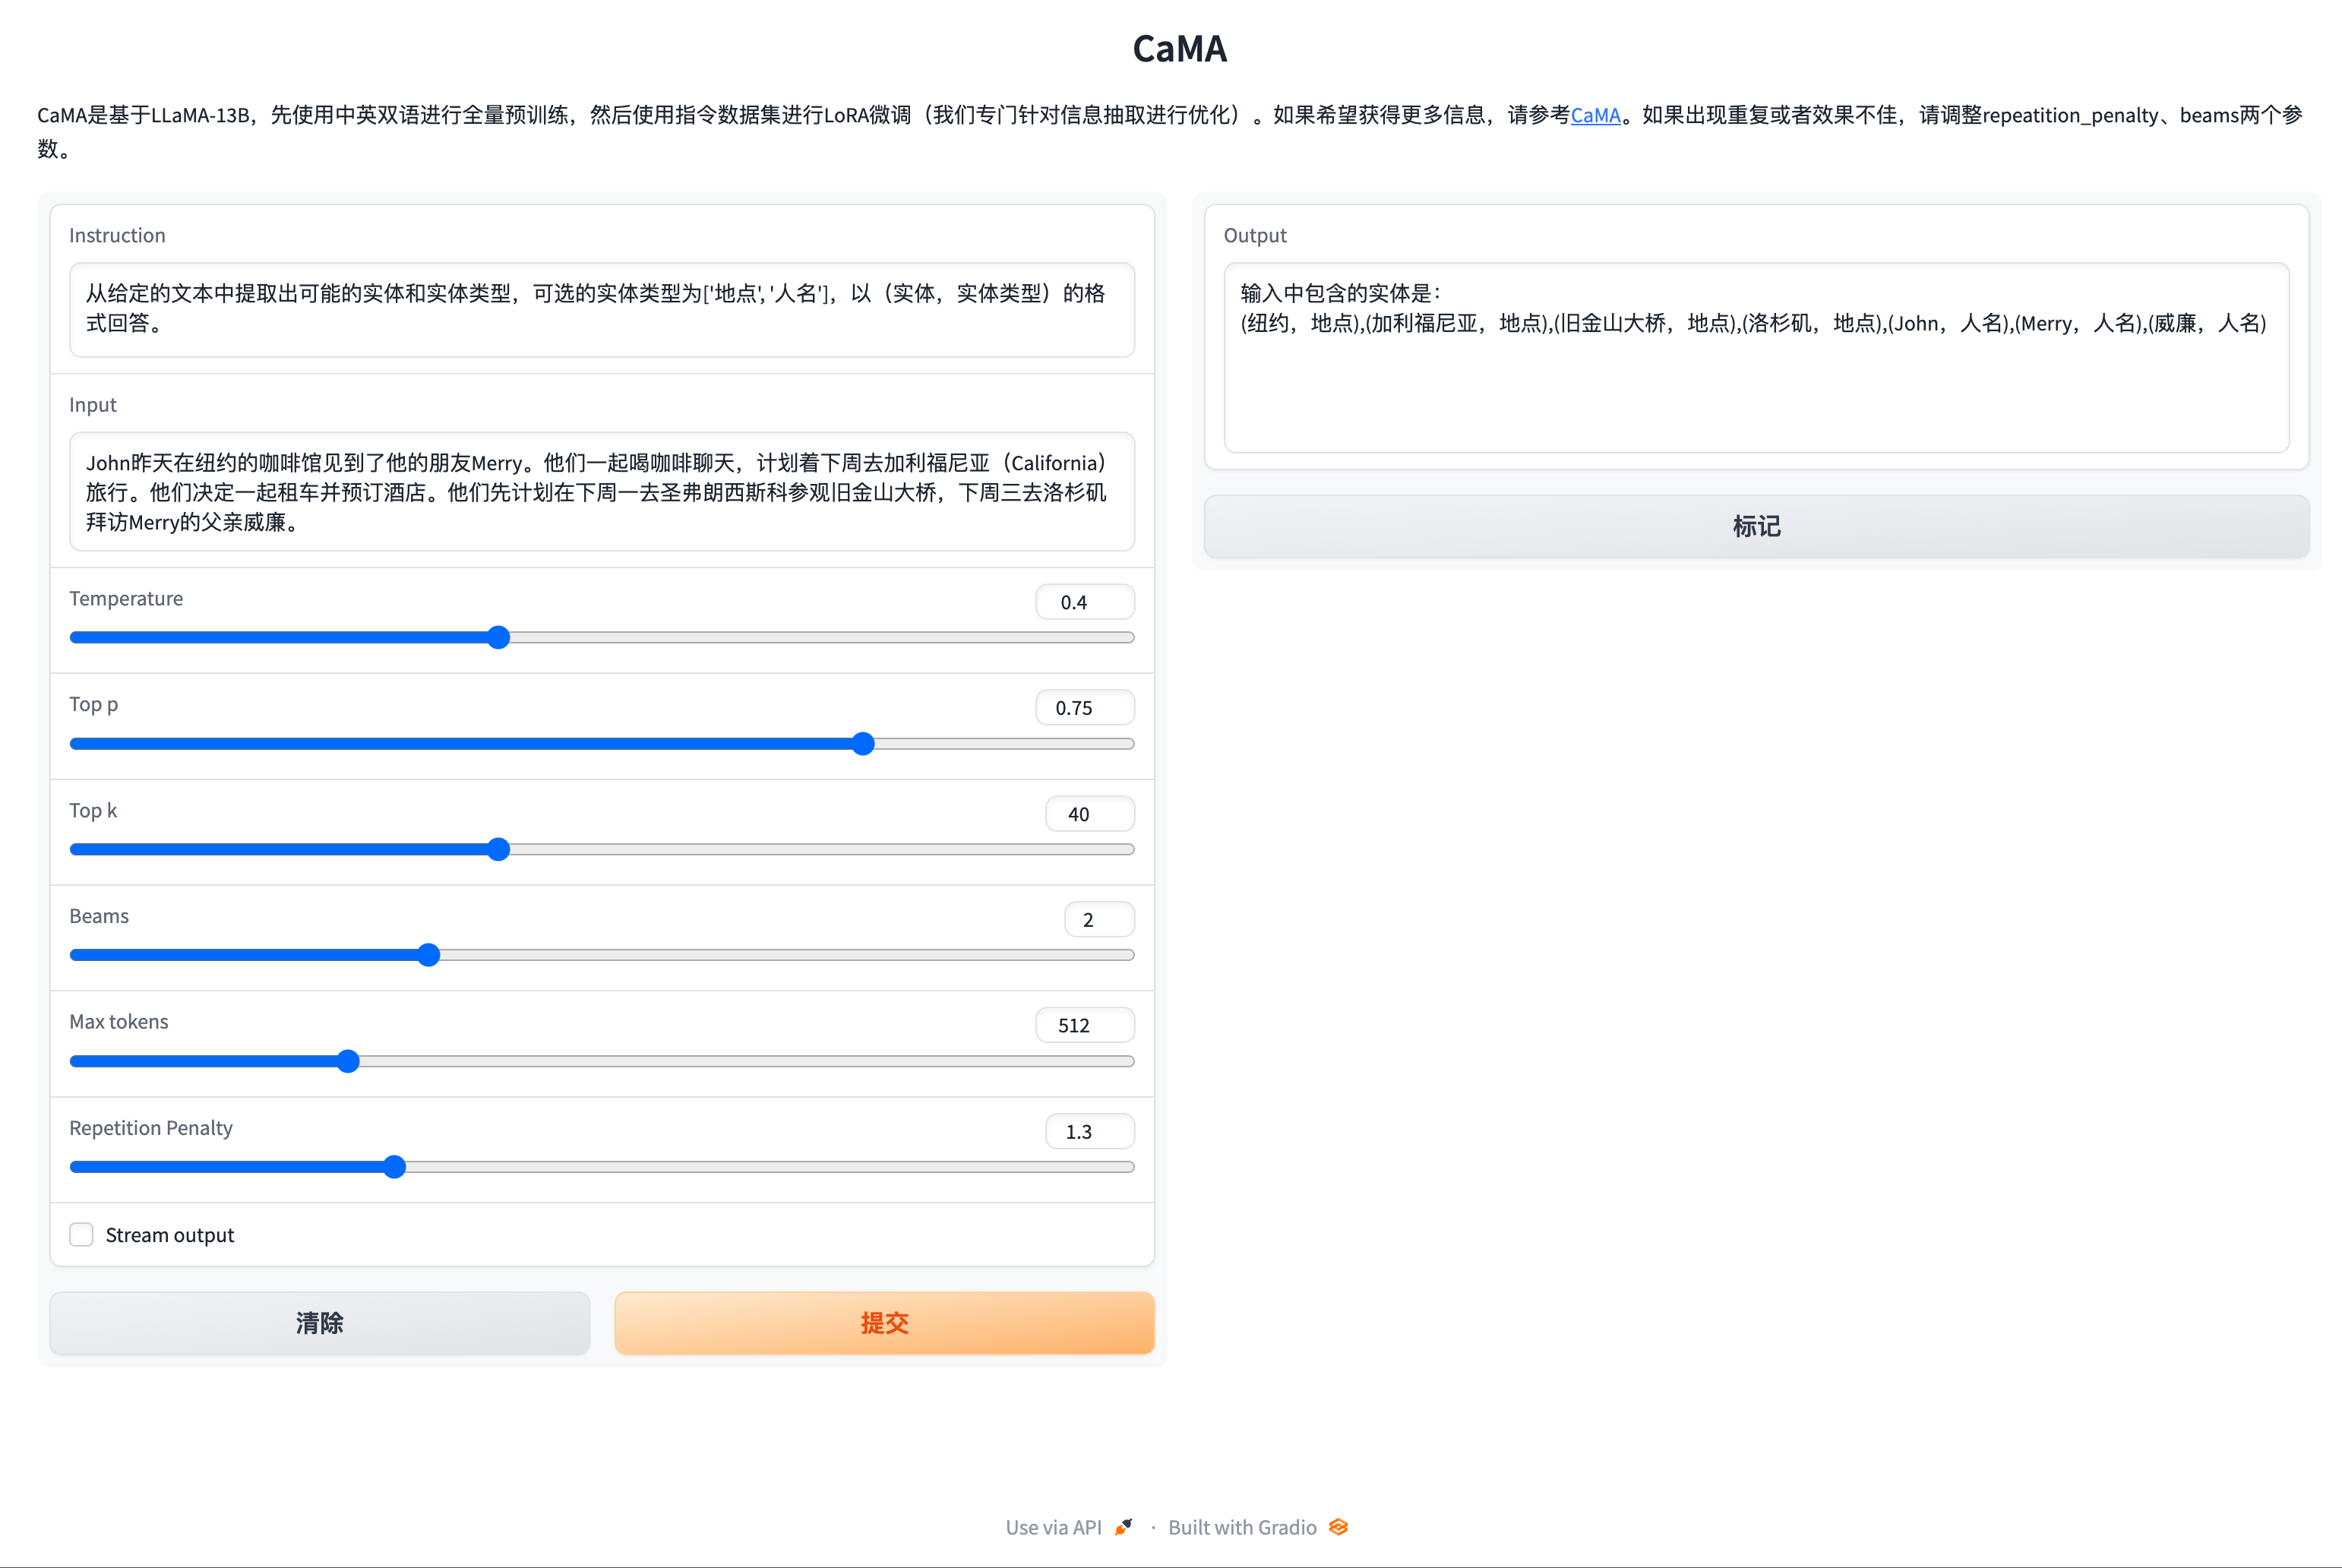 CaMA
CaMA是基于LLaMA-13B，先使用中英双语进行全量预训练，然后使用指令数据集进行LoRA微调（我们专门针对信息抽取进行优化）。如果希望获得更多信息，请参考CaMA。如果出现重复或者效果不佳，请调整repeatition_penalty、beams两个参
数。
Instruction
从给定的文本中提取出可能的实体和实体类型，可选的实体类型为['地点','人名']，以（实体，实体类型）的格
式回答。
Input
John昨天在纽约的咖啡馆见到了他的朋友Merry。他们一起喝咖啡聊天，计划着下周去加利福尼亚（California）
旅行。他们决定一起租车并预订酒店。他们先计划在下周一去圣弗朗西斯科参观旧金山大桥，下周三去洛杉矶
拜访Merry的父亲威廉。
Temperature
0.4
Top p
0.75
Top k
40
Beams
2
Max tokens
512
Repetition Penalty
1.3
Stream output
清除
提交
Output
输入中包含的实体是：
(纽约，地点),(加利福尼亚，地点),(旧金山大桥，地点),(洛杉矶，地点),(John，人名),(Merry，人名),(威廉，人名)
标记
Use via API · Built with Gradio